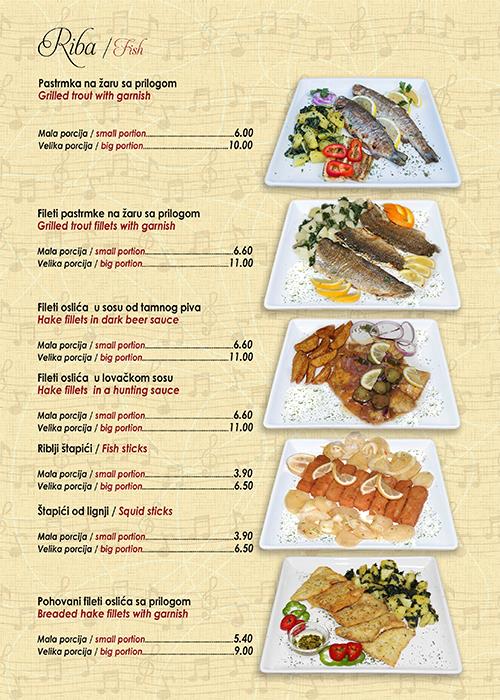 Riba / Fish
Pastrmka na žaru sa prilogom
Grilled trout with garnish
Mala porcija / small portion 6.00
Velika porcija / big portion 10.00
Fileti pastrmke na žaru sa prilogom
Grilled trout fillets with garnish
Mala porcija / small portion 6.60
Velika porcija / big portion 11.00
Fileti oslića u sosu od tamnog piva
Hake fillets in dark beer sauce
Mala porcija / small portion 6.60
Velika porcija / big portion 11.00
Fileti oslića u lovačkom sosu
Hake fillets in a hunting sauce
Mala porcija / small portion 6.60
Velika porcija / big portion 11.00
Riblji štapići / Fish sticks
Mala porcija / small portion 3.90
Velika porcija / big portion 6.50
Štapići od lignji / Squid sticks
Mala porcija / small portion 3.90
Velika porcija / big portion 6.50
Pohovani fileti oslića sa prilogom
Breaded hake fillets with garnish
Mala porcija / small portion 5.40
Velika porcija / big portion 9.00